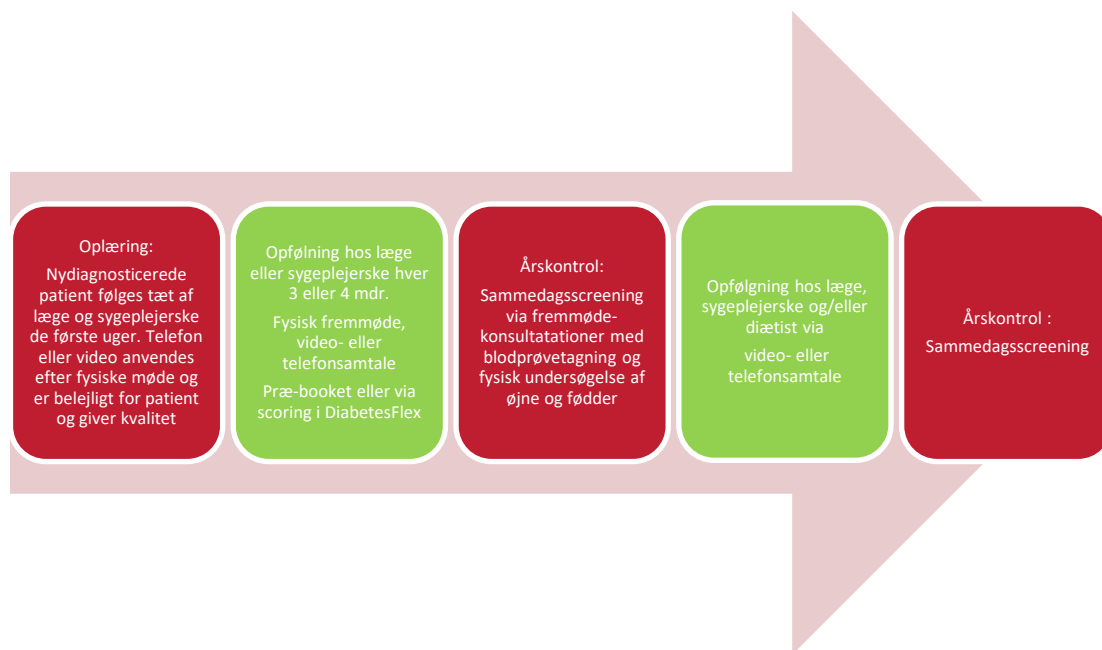 Oplæring:
Nydiagnosticerede
patient følges tæt af
læge og sygeplejerske
de første uger. Telefon
eller video anvendes
efter fysiske møde og
er belejligt for patient
og giver kvalitet
Opfølning hos læge
eller sygeplejerske hver
3 eller 4 mdr.
Fysisk fremmøde,
video- eller
telefonsamtale
Præ-booket eller via
scoring i DiabetesFlex
Årskontrol:
Sammedagsscreening
via fremmøde-
konsultatationer med
blodprøvetagning og
fysisk undersøgelse af
øjne og fødder
Opfølgning hos læge,
sygeplejerske og/eller
diætist via
video- eller
telefonsamtale
Årskontrol :
Sammedagsscreening